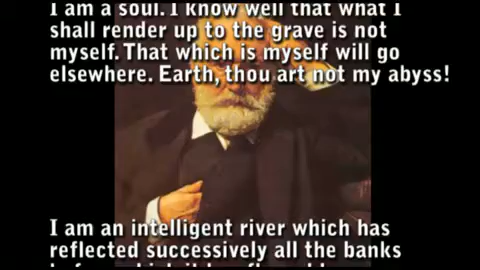 I am a soul. I know well that what I
shall render up to the grave is not
myself. That which is myself will go
elsewhere. Earth, thou art not my abyss!
I am an intelligent river which has
reflected successively all the banks